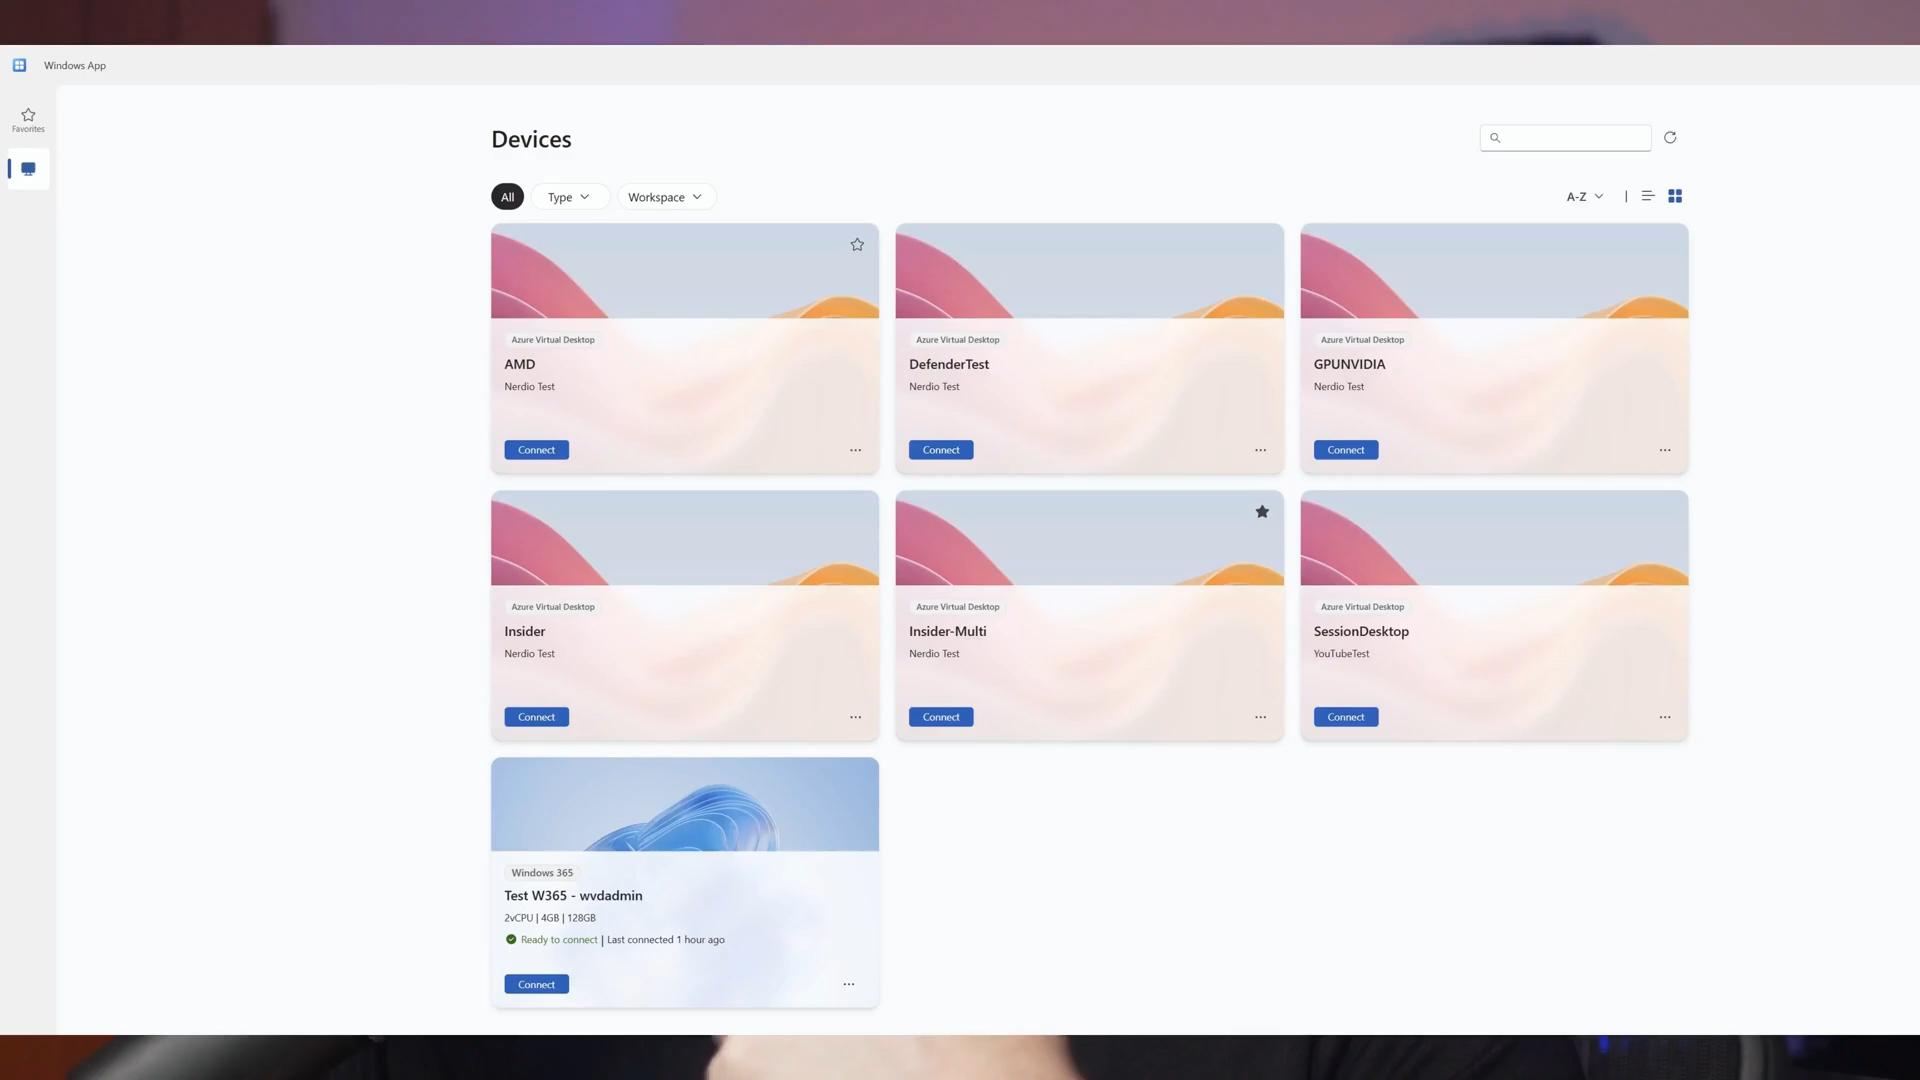 Windows App
Favorites
Devices
All
Type
Workspace
A-Z
Azure Virtual Desktop
AMD
Nerdio Test
Connect
Azure Virtual Desktop
DefenderTest
Nerdio Test
Connect
Azure Virtual Desktop
GPUNVIDIA
Nerdio Test
Connect
Azure Virtual Desktop
Insider
Nerdio Test
Connect
Azure Virtual Desktop
Insider-Multi
Nerdio Test
Connect
Azure Virtual Desktop
SessionDesktop
YouTubeTest
Connect
Windows 365
Test W365 - wvdadmin
2vCPU | 4GB | 128GB
Ready to connect | Last connected 1 hour ago
Connect